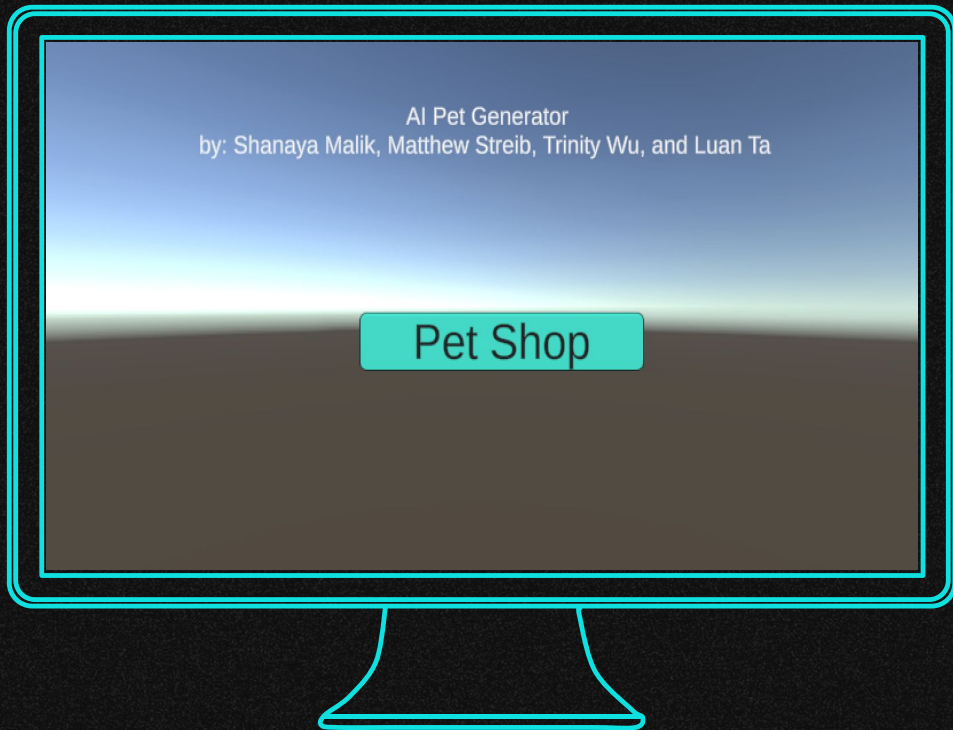 AI Pet Generator
by: Shanaya Malik, Matthew Streib, Trinity Wu, and Luan Ta
Pet Shop